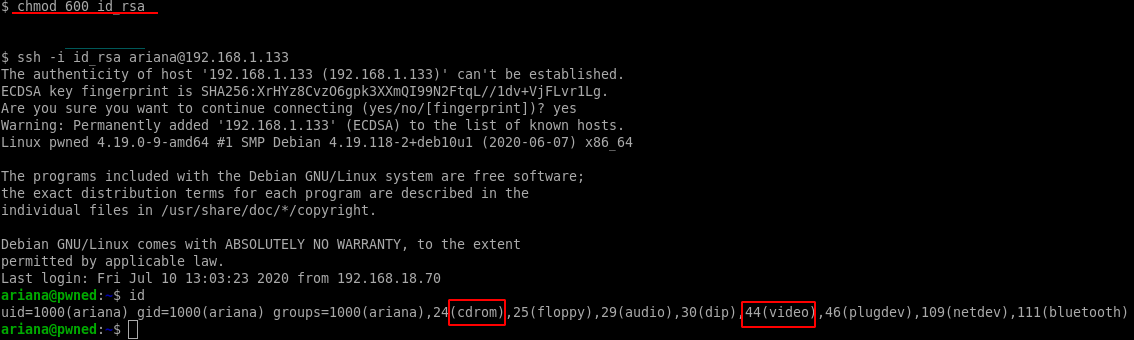 $ chmod 600 id_rsa
$ ssh -i id_rsa ariana@192.168.1.133
The authenticity of host '192.168.1.133 (192.168.1.133)' can't be established.
ECDSA key fingerprint is SHA256:XrHYz8CvzO6gpk3XXmQI99N2FtqL//1dv+VjFLvr1Lg.
Are you sure you want to continue connecting (yes/no/[fingerprint])? yes
Warning: Permanently added '192.168.1.133' (ECDSA) to the list of known hosts.
Linux pwned 4.19.0-9-amd64 #1 SMP Debian 4.19.118-2+deb10u1 (2020-06-07) x86_64
The programs included with the Debian GNU/Linux system are free software;
the exact distribution terms for each program are described in the
individual files in /usr/share/doc/*/copyright.
Debian GNU/Linux comes with ABSOLUTELY NO WARRANTY, to the extent
permitted by applicable law.
Last login: Fri Jul 10 13:03:23 2020 from 192.168.18.70
ariana@pwned:~$ id
uid=1000(ariana) gid=1000(ariana) groups=1000(ariana),24(cdrom),25(floppy),29(audio),30(dip),44(video),46(plugdev),109(netdev),111(bluetooth)
ariana@pwned:~$